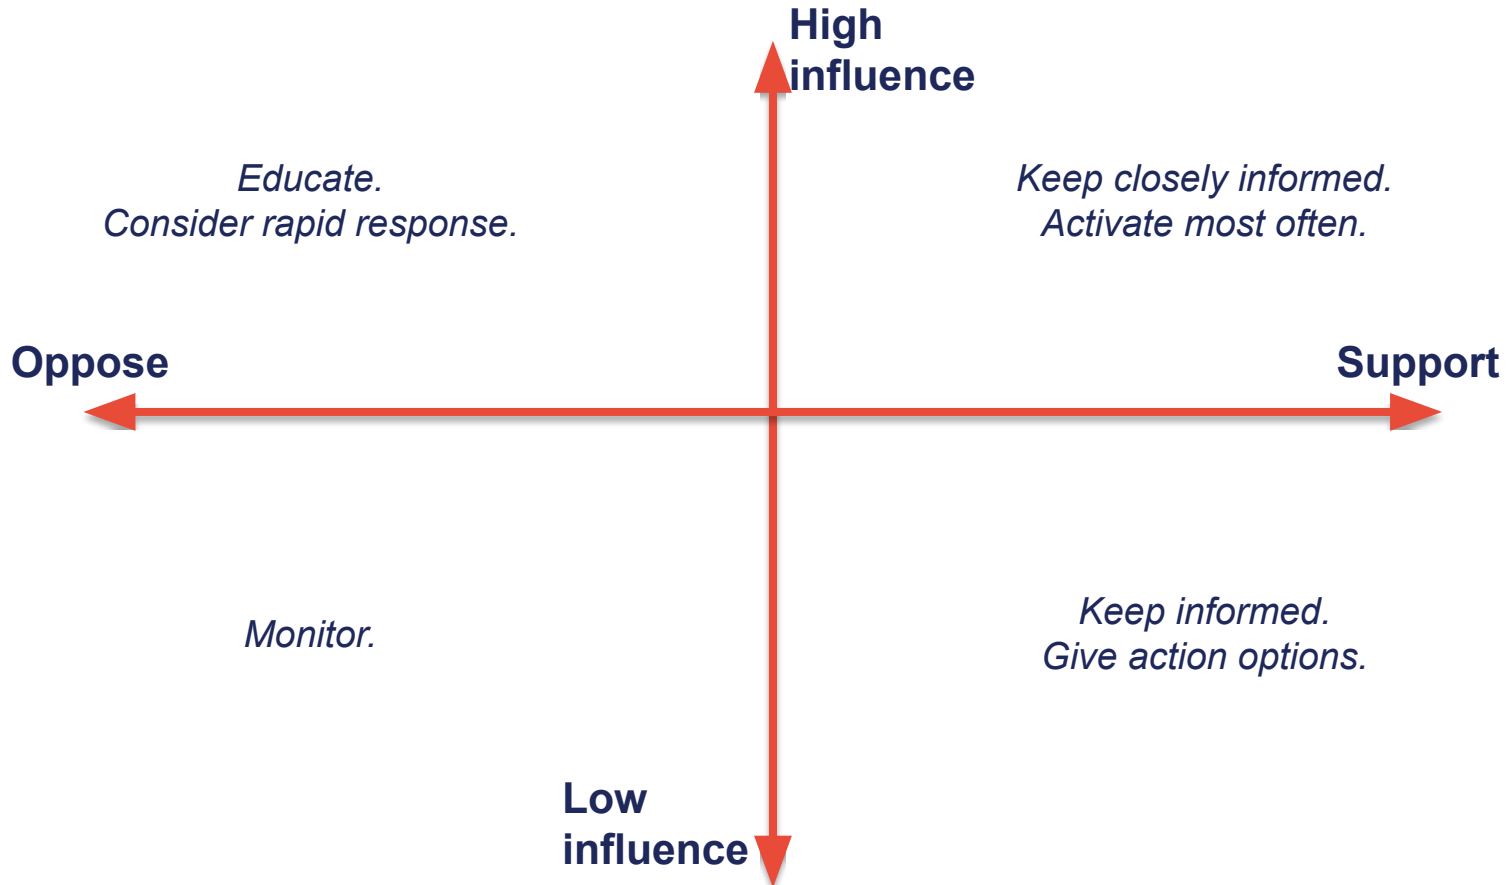 High
influence
Educate.
Consider rapid response.
Keep closely informed.
Activate most often.
Oppose
Support
Monitor.
Keep informed.
Give action options.
Low
influence